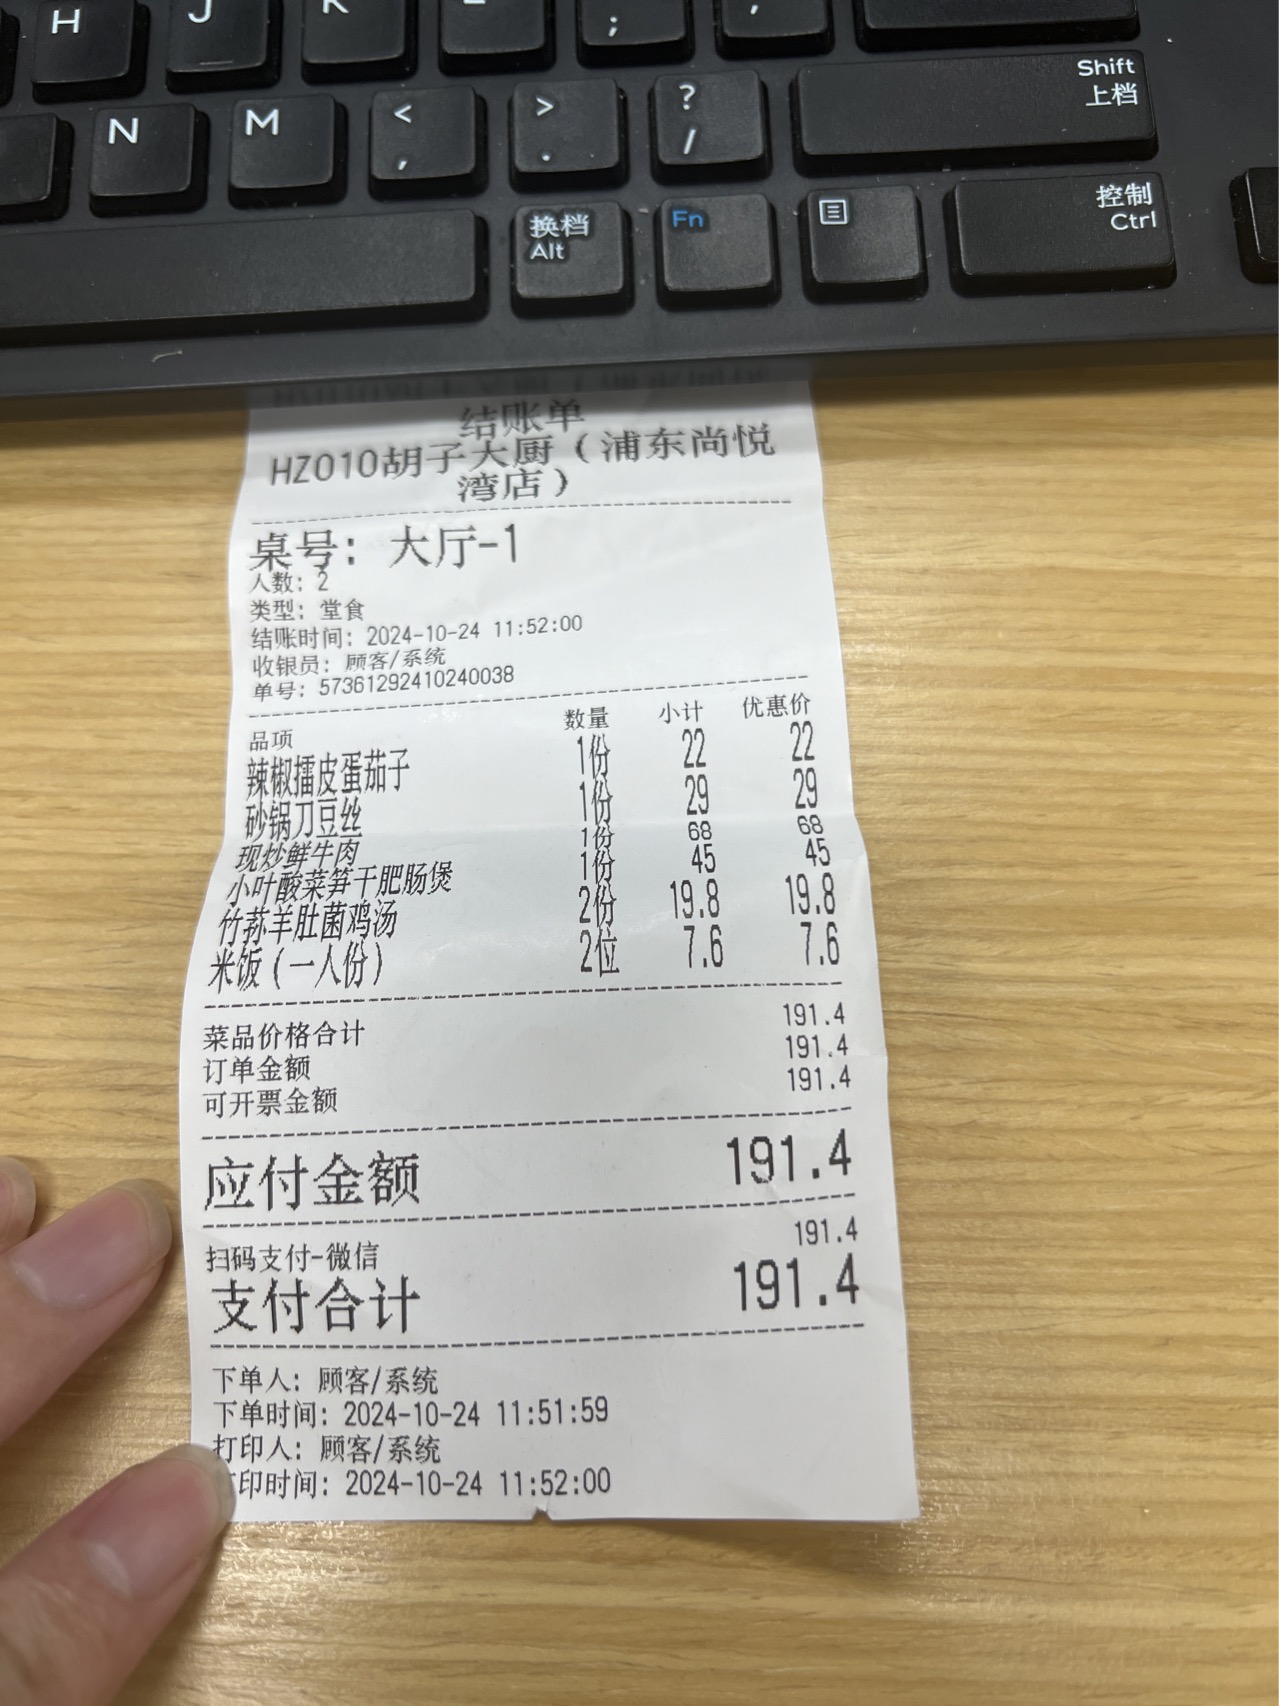 H
J
K
L
;
,
N
M
<
,
>
.
?
/
Shift
上档
换档
Alt
Fn
控制
Ctrl
结账单
HZ010胡子大厨（浦东尚悦
湾店）
桌号：大厅-1
人数：2
类型：堂食
结账时间：2024-10-24 11:52:00
收银员：顾客/系统
单号：57361292410240038
品项 数量 小计 优惠价
辣椒擂皮蛋茄子 1份 22 22
砂锅刀豆丝 1份 29 29
现炒鲜牛肉 1份 68 68
小叶酸菜笋干肥肠煲 1份 45 45
竹荪羊肚菌鸡汤 2份 19.8 19.8
米饭（一人份） 2位 7.6 7.6
菜品价格合计 191.4
订单金额 191.4
可开票金额 191.4
应付金额 191.4
扫码支付-微信 191.4
支付合计 191.4
下单人：顾客/系统
下单时间：2024-10-24 11:51:59
打印人：顾客/系统
印时间：2024-10-24 11:52:00